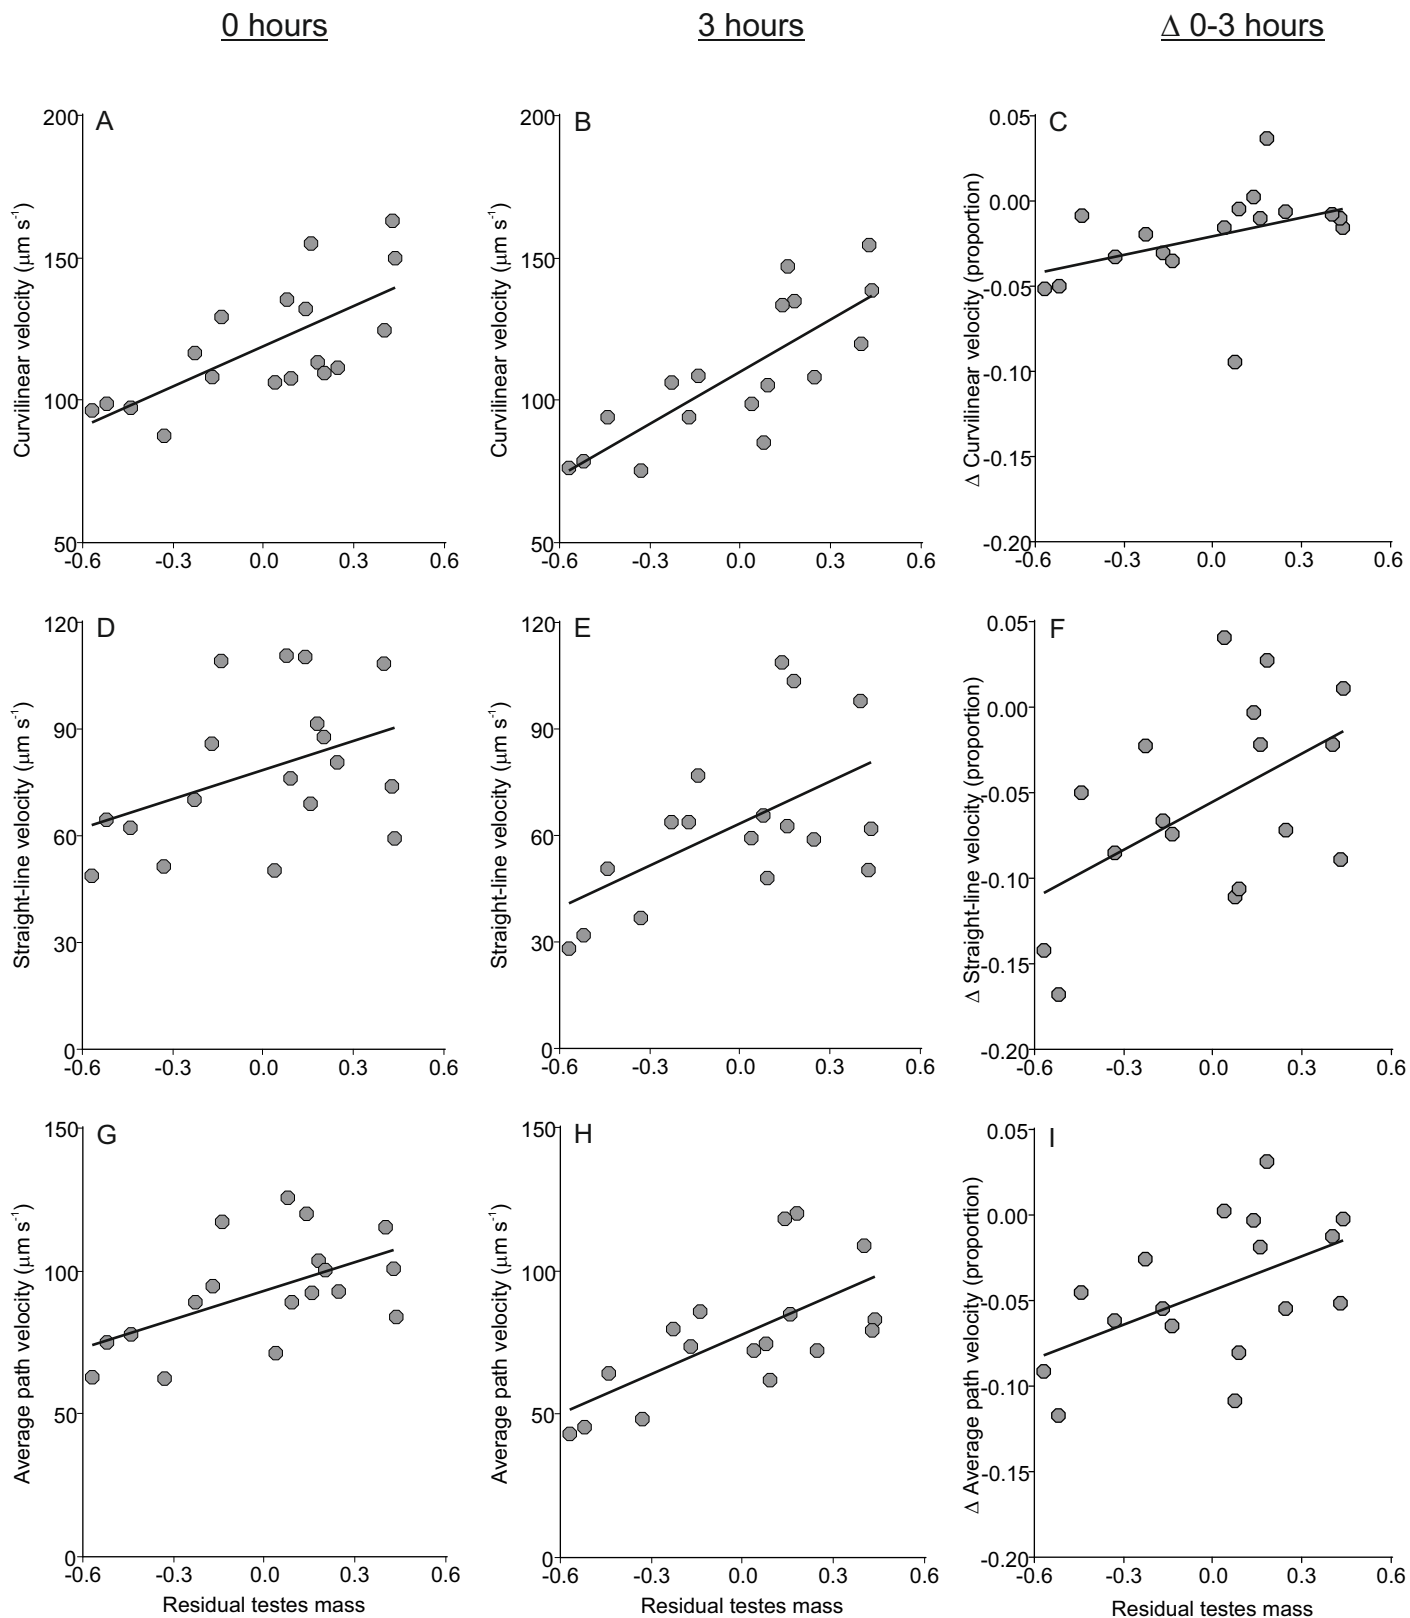 0 hours 3 hours Δ 0-3 hours
A
200
150
100
50
-0.6 -0.3 0.0 0.3 0.6
Curvilinear velocity (μm s-1)
B
200
150
100
50
-0.6 -0.3 0.0 0.3 0.6
Curvilinear velocity (μm s-1)
C
0.05
0.00
-0.05
-0.10
-0.15
-0.20
-0.6 -0.3 0.0 0.3 0.6
Δ Curvilinear velocity (proportion)
D
120
90
60
30
0
-0.6 -0.3 0.0 0.3 0.6
Straight-line velocity (μm s-1)
E
120
90
60
30
0
-0.6 -0.3 0.0 0.3 0.6
Straight-line velocity (μm s-1)
F
0.05
0.00
-0.05
-0.10
-0.15
-0.20
-0.6 -0.3 0.0 0.3 0.6
Δ Straight-line velocity (proportion)
G
150
100
50
0
-0.6 -0.3 0.0 0.3 0.6
Average path velocity (μm s-1)
Residual testes mass
H
150
100
50
0
-0.6 -0.3 0.0 0.3 0.6
Average path velocity (μm s-1)
Residual testes mass
I
0.05
0.00
-0.05
-0.10
-0.15
-0.20
-0.6 -0.3 0.0 0.3 0.6
Δ Average path velocity (proportion)
Residual testes mass